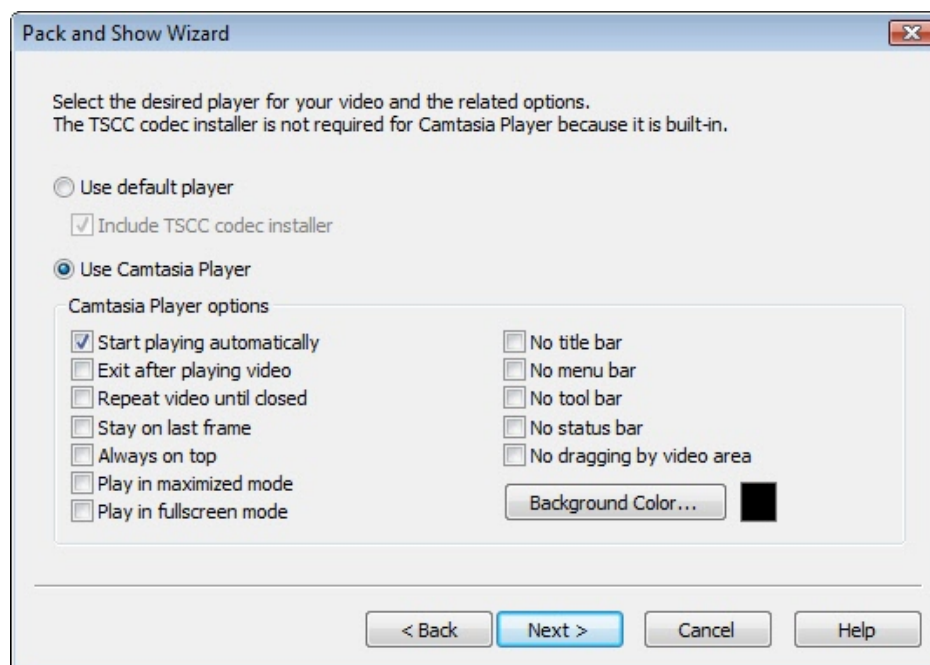 Pack and Show Wizard
Select the desired player for your video and the related options.
The TSCC codec installer is not required for Camtasia Player because it is built-in.
Use default player
Include TSCC codec installer
Use Camtasia Player
Camtasia Player options
Start playing automatically
Exit after playing video
Repeat video until closed
Stay on last frame
Always on top
Play in maximized mode
Play in fullscreen mode
No title bar
No menu bar
No tool bar
No status bar
No dragging by video area
Background Color...
< Back
Next >
Cancel
Help